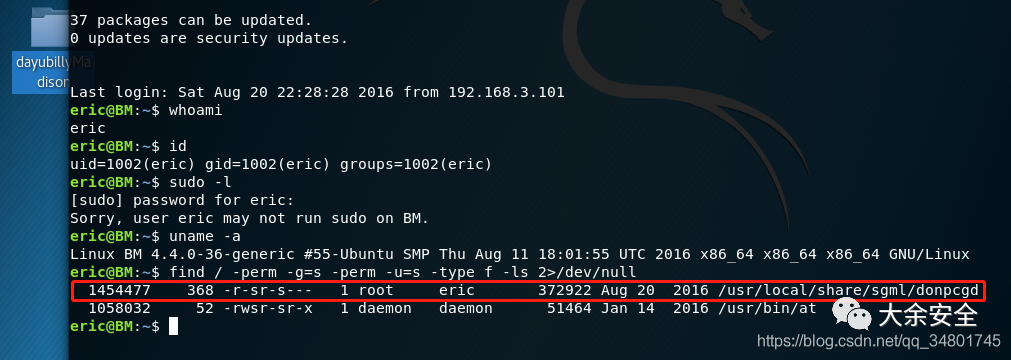 37 packages can be updated.
0 updates are security updates.
dayubillyMa
disor
Last login: Sat Aug 20 22:28:28 2016 from 192.168.3.101
eric@BM:~$ whoami
eric
eric@BM:~$ id
uid=1002(eric) gid=1002(eric) groups=1002(eric)
eric@BM:~$ sudo -l
[sudo] password for eric:
Sorry, user eric may not run sudo on BM.
eric@BM:~$ uname -a
Linux BM 4.4.0-36-generic #55-Ubuntu SMP Thu Aug 11 18:01:55 UTC 2016 x86_64 x86_64 x86_64 GNU/Linux
eric@BM:~$ find / -perm -g=s -perm -u=s -type f -ls 2>/dev/null
1454477 368 -r-sr-s--- 1 root eric 372922 Aug 20 2016 /usr/local/share/sgml/donpcgd
1058032 52 -rwsr-sr-x 1 daemon daemon 51464 Jan 14 2016 /usr/bin/at
eric@BM:~$
大余安全
https://blog.csdn.net/qq_34801745